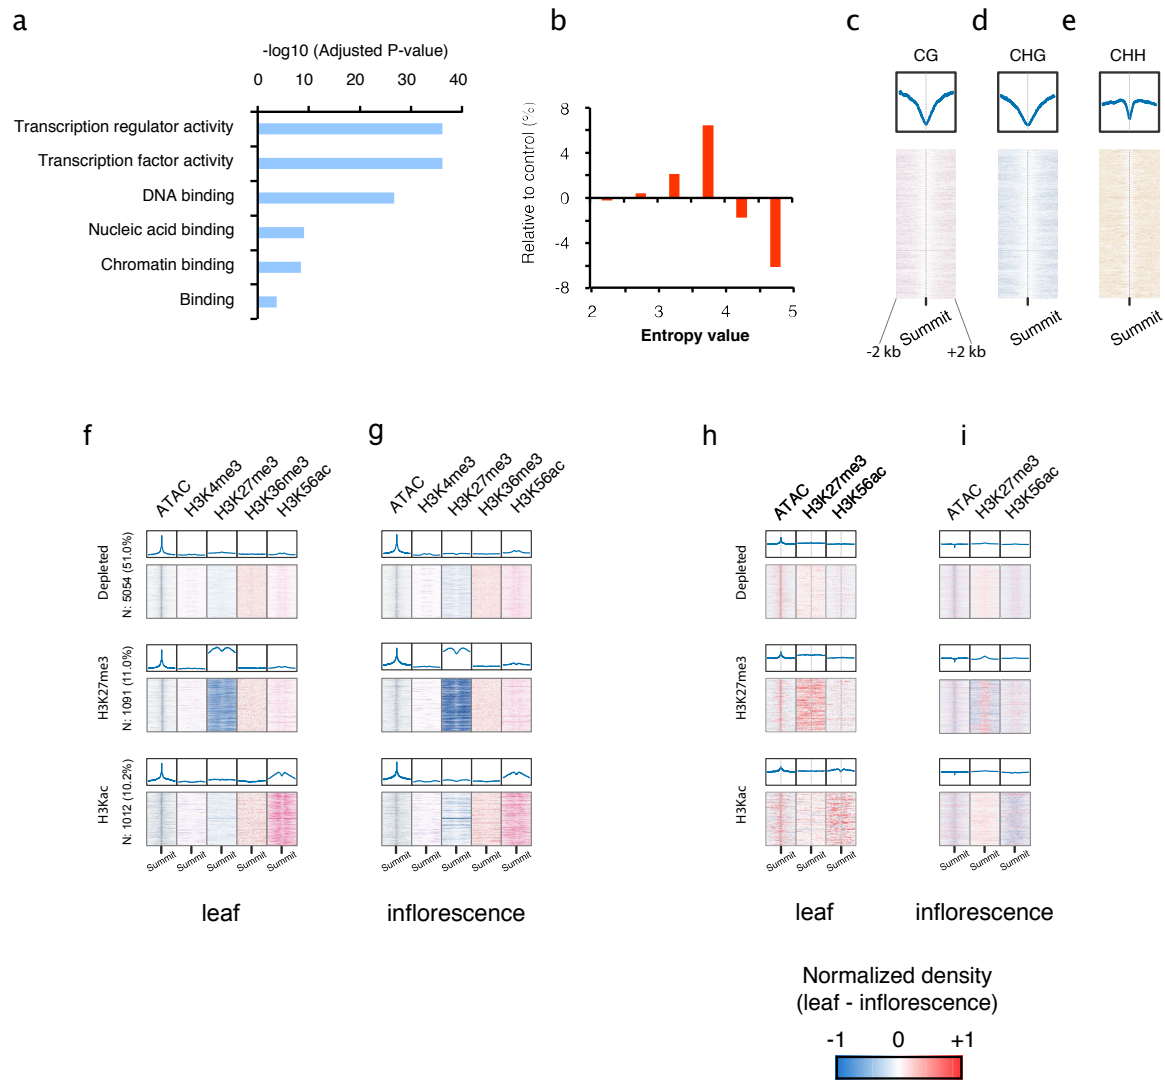 a
-log10 (Adjusted P-value)
0 10 20 30 40
Transcription regulator activity
Transcription factor activity
DNA binding
Nucleic acid binding
Chromatin binding
Binding
b
Relative to control (%)
8
4
0
-4
-8
2 3 4 5
Entropy value
c d e
CG CHG CHH
Summit Summit Summit
-2 kb +2 kb
f
ATAC H3K4me3 H3K27me3 H3K36me3 H3K56ac
Depleted
N: 5054 (51.0%)
H3K27me3
N: 1091 (11.0%)
H3Kac
N: 1012 (10.2%)
Summit Summit Summit Summit Summit
leaf
g
ATAC H3K4me3 H3K27me3 H3K36me3 H3K56ac
Summit Summit Summit Summit Summit
inflorescence
h
ATAC H3K27me3 H3K56ac
Depleted
H3K27me3
H3Kac
Summit Summit Summit
leaf
i
ATAC H3K27me3 H3K56ac
Summit Summit Summit
inflorescence
Normalized density
(leaf - inflorescence)
-1 0 +1